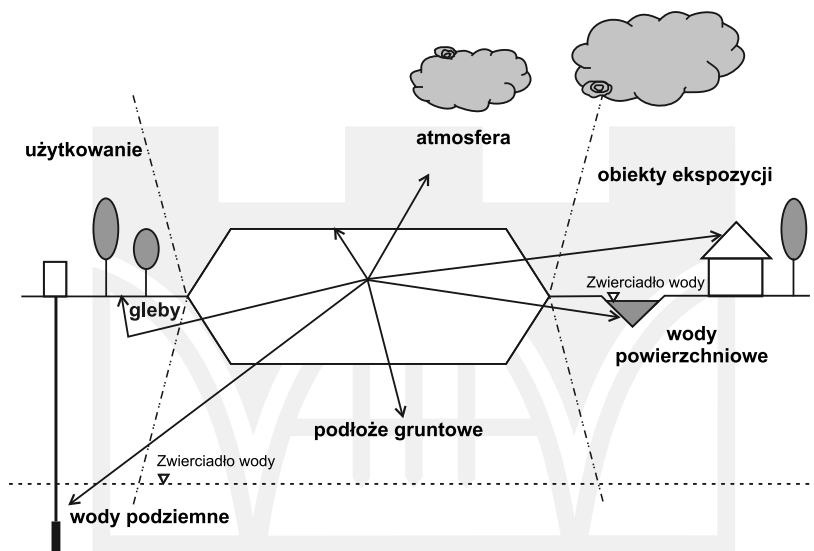 atmosfera
użytkowanie
obiekty ekspozycji
Zwierciadło wody
gleby
wody
powierzchniowe
podłoże gruntowe
Zwierciadło wody
wody podziemne